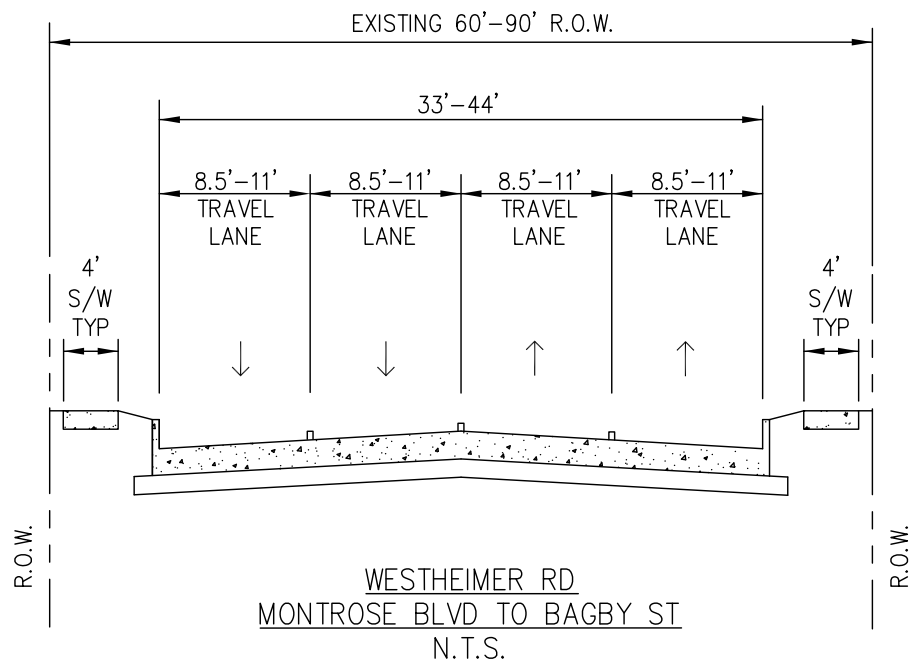 EXISTING 60'-90' R.O.W.
33'-44'
8.5'-11' 8.5'-11' 8.5'-11' 8.5'-11'
TRAVEL TRAVEL TRAVEL TRAVEL
LANE LANE LANE LANE
4' 4'
S/W S/W
TYP TYP
R.O.W. R.O.W.
WESTHEIMER RD
MONTROSE BLVD TO BAGBY ST
N.T.S.